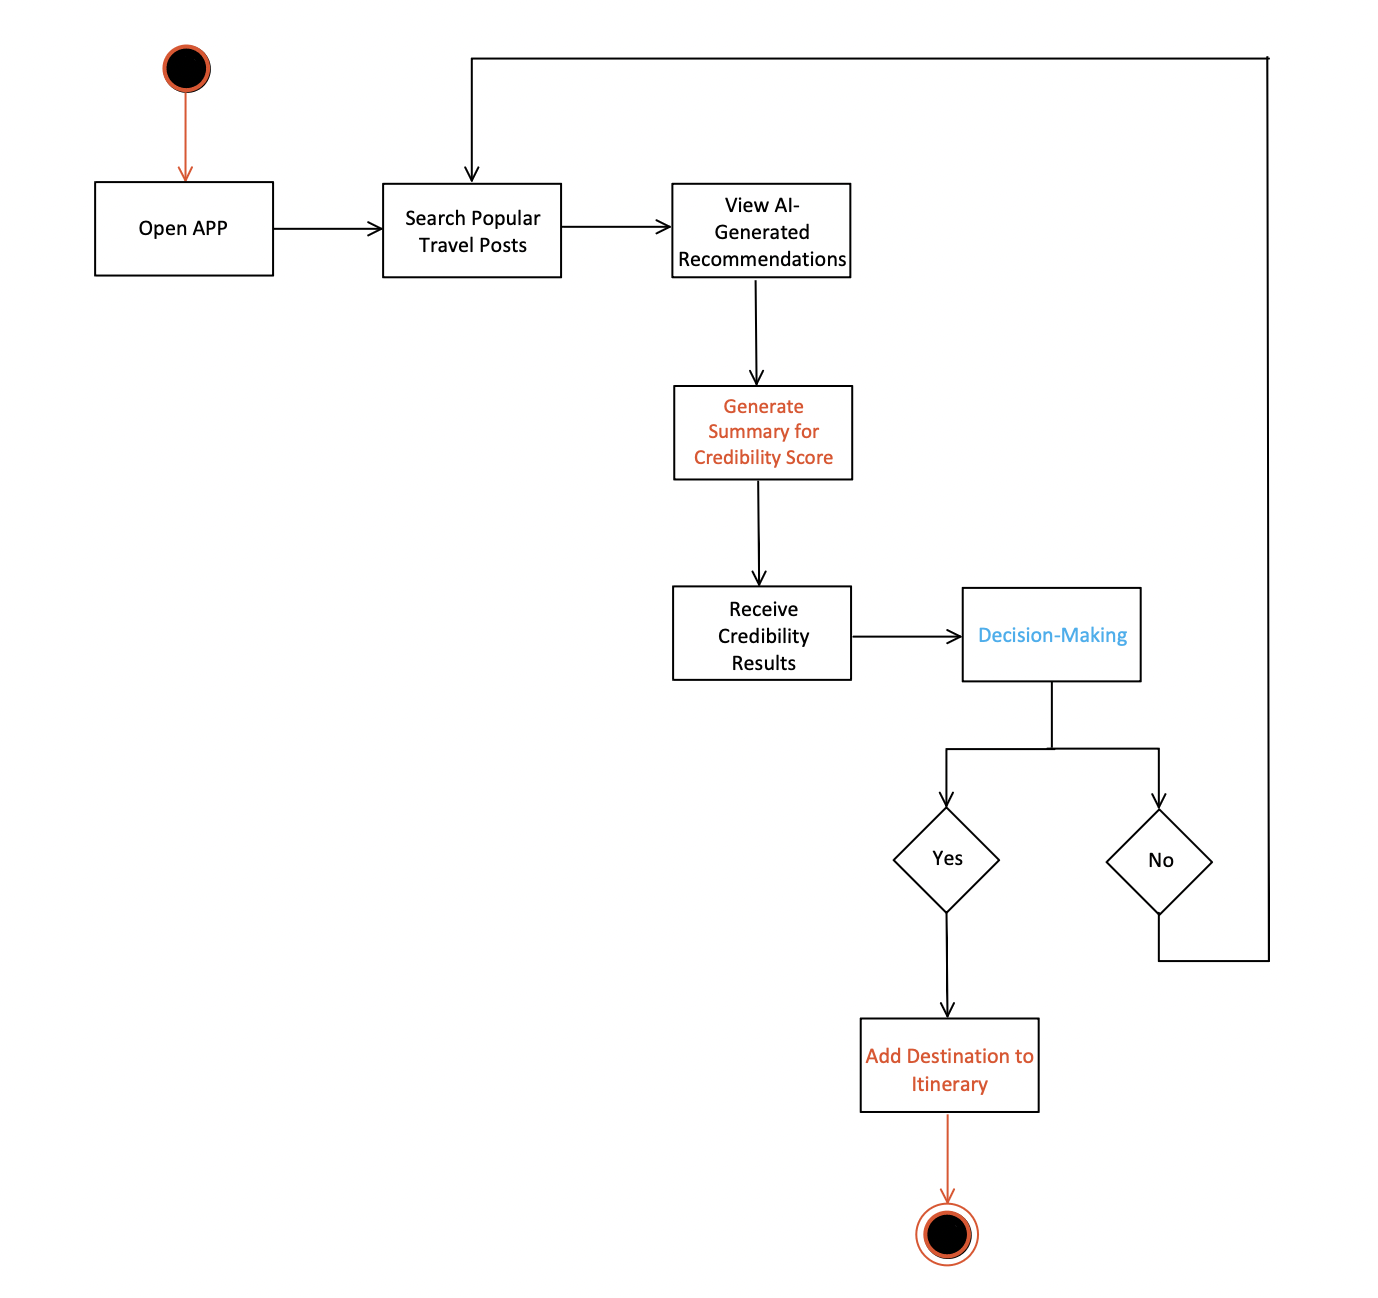 Open APP
Search Popular
Travel Posts
View AI-
Generated
Recommendations
Generate
Summary for
Credibility Score
Receive
Credibility
Results
Decision-Making
Yes
No
Add Destination to
Itinerary